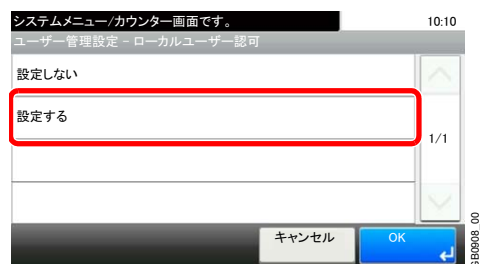 システムメニュー/カウンター画面です。
10:10
ユーザー管理設定 - ローカルユーザー認可
設定しない
設定する
1/1
キャンセル
OK
GB0908_00